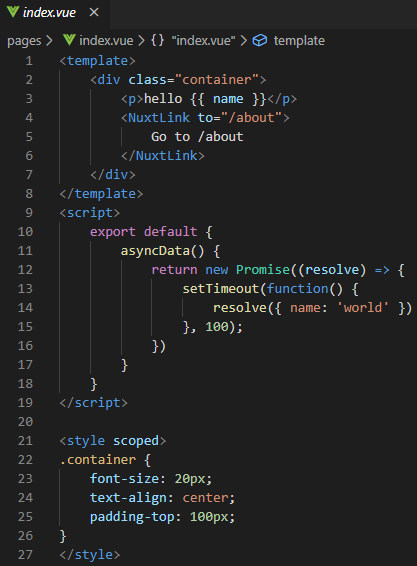 index.vue ×
pages > index.vue > {} "index.vue" > template
1 <template>
2     <div class="container">
3         <p>hello {{ name }}</p>
4         <NuxtLink to="/about">
5             Go to /about
6         </NuxtLink>
7     </div>
8 </template>
9 <script>
10     export default {
11         asyncData() {
12             return new Promise((resolve) => {
13                 setTimeout(function() {
14                     resolve({ name: 'world' })
15                 }, 100);
16             })
17         }
18     }
19 </script>
20
21 <style scoped>
22 .container {
23     font-size: 20px;
24     text-align: center;
25     padding-top: 100px;
26 }
27 </style>